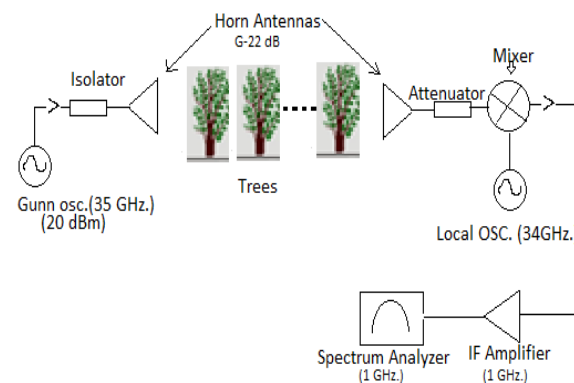 Horn Antennas
G-22 dB
Isolator
Mixer
Attenuator
Trees
Gunn osc.(35 GHz.)
(20 dBm)
Local OSC. (34GHz.
Spectrum Analyzer
(1 GHz.)
IF Amplifier
(1 GHz.)